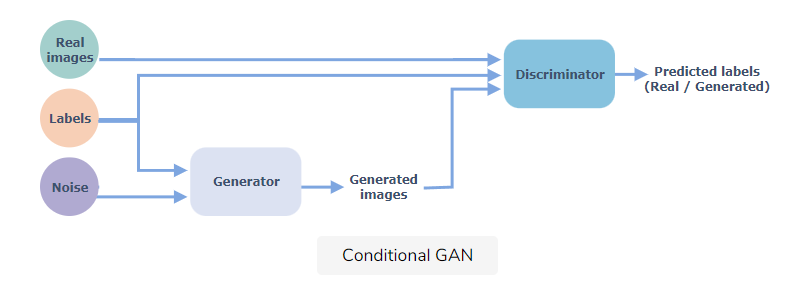 Real
images
Labels
Noise
Generator
Generated
images
Discriminator
Predicted labels
(Real / Generated)
Conditional GAN